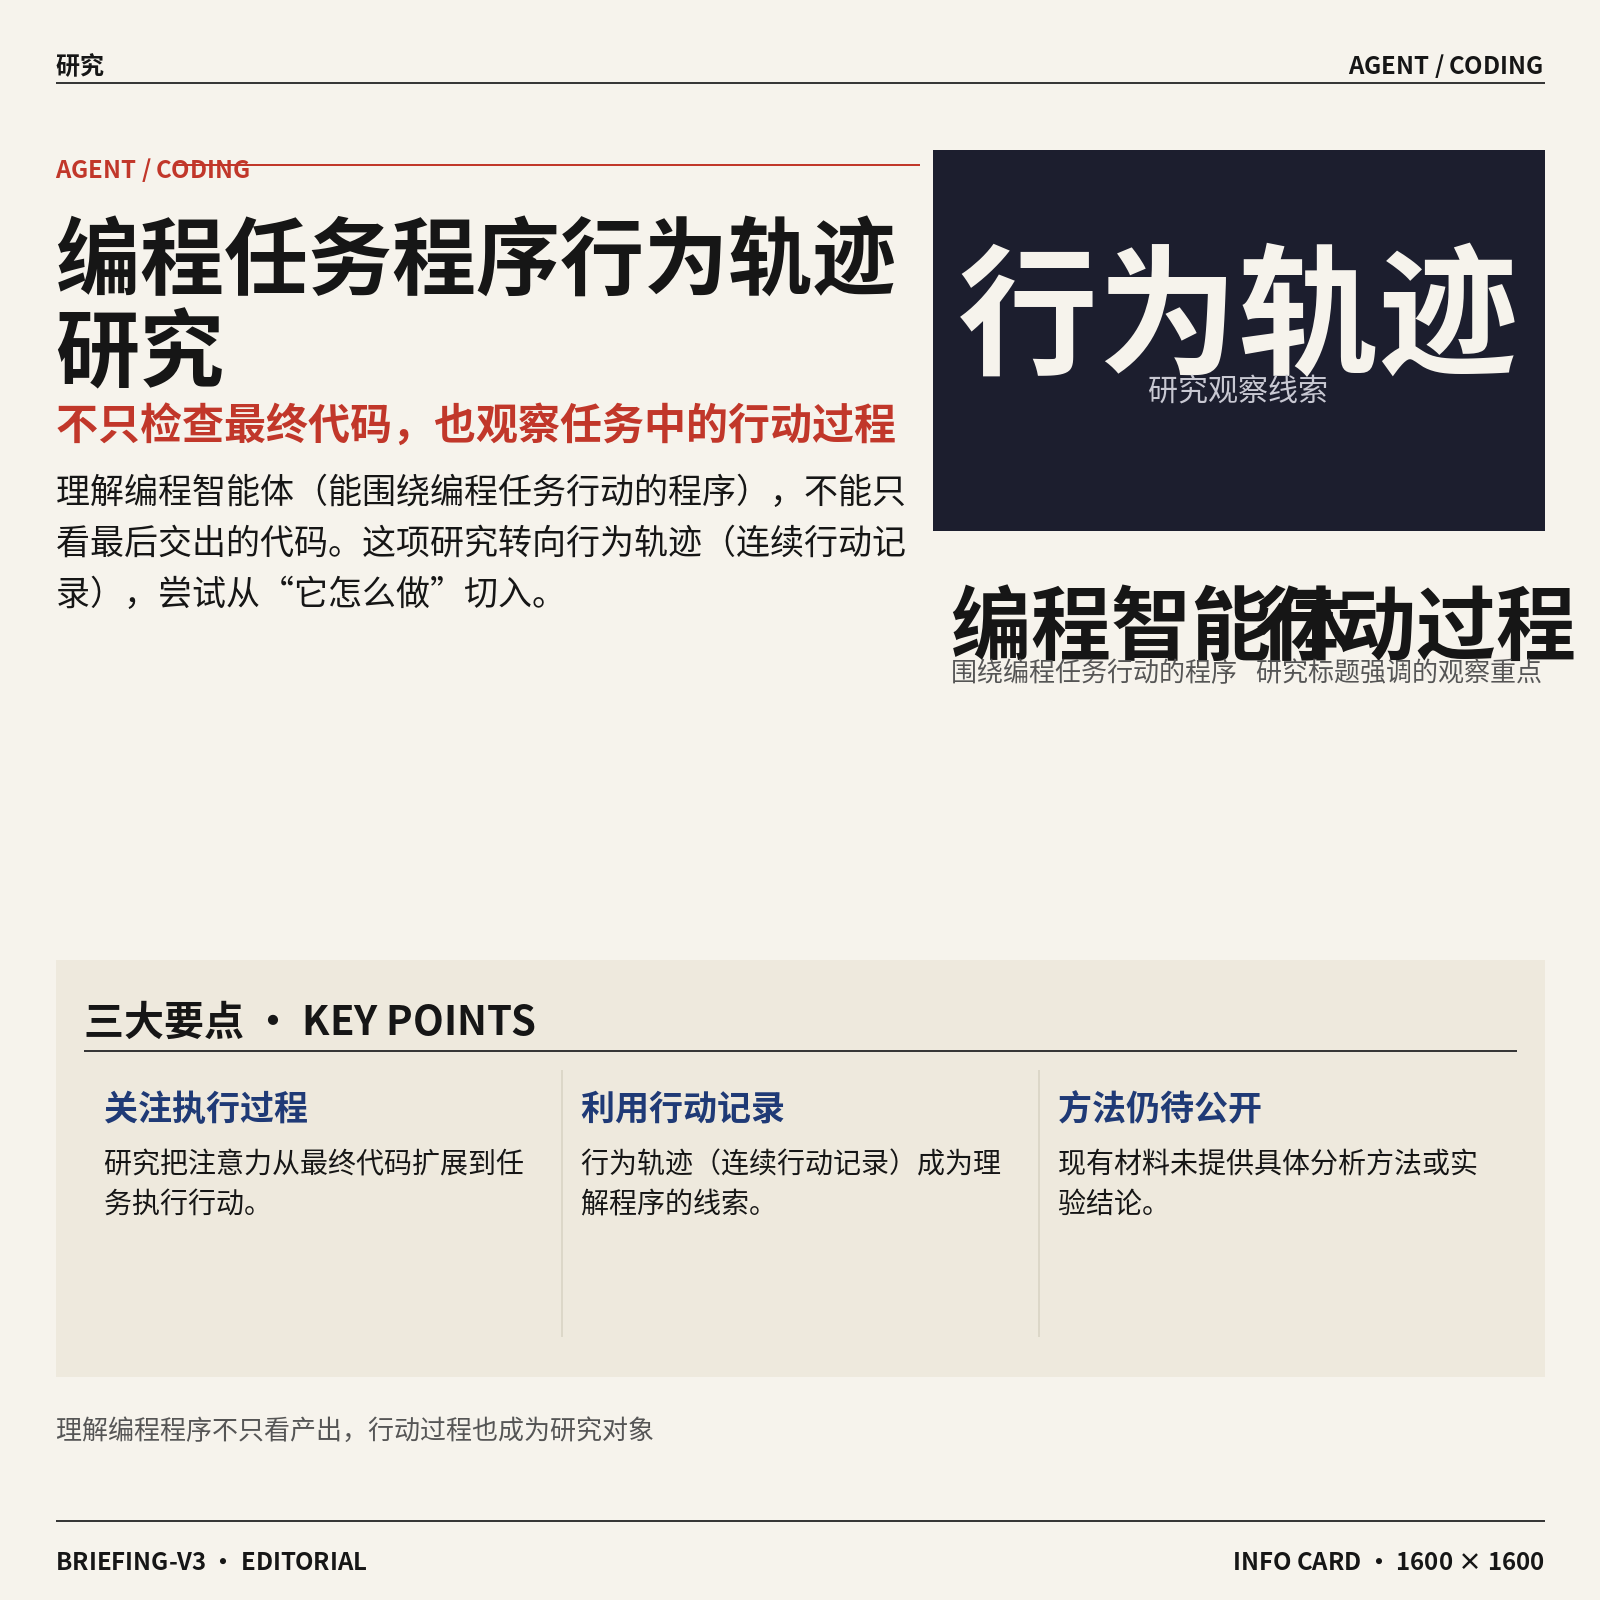 研究
AGENT / CODING
AGENT / CODING
编程任务程序行为轨迹
研究
不只检查最终代码，也观察任务中的行动过程
理解编程智能体（能围绕编程任务行动的程序），不能只
看最后交出的代码。这项研究转向行为轨迹（连续行动记
录），尝试从“它怎么做”切入。
行为轨迹
研究观察线索
编程智能体
围绕编程任务行动的程序
行动过程
研究标题强调的观察重点
三大要点 • KEY POINTS
关注执行过程
研究把注意力从最终代码扩展到任
务执行行动。
利用行动记录
行为轨迹（连续行动记录）成为理
解程序的线索。
方法仍待公开
现有材料未提供具体分析方法或实
验结论。
理解编程程序不只看产出，行动过程也成为研究对象
BRIEFING-V3 • EDITORIAL
INFO CARD • 1600 × 1600